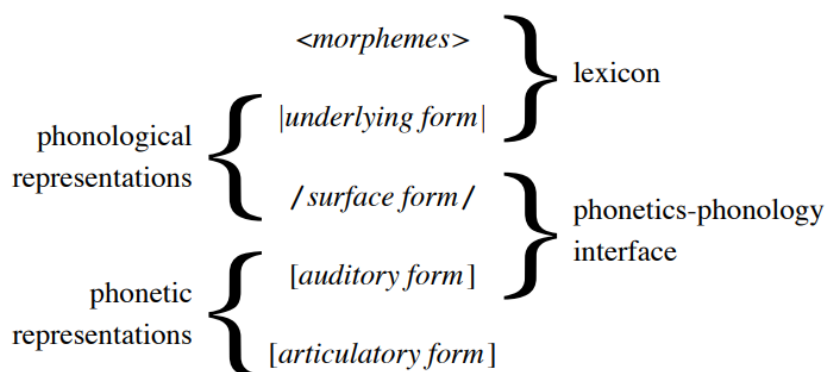 <morphemes>
lexicon
|underlying form|
phonological
representations
/surface form/
phonetics-phonology
interface
[auditory form]
phonetic
representations
[articulatory form]